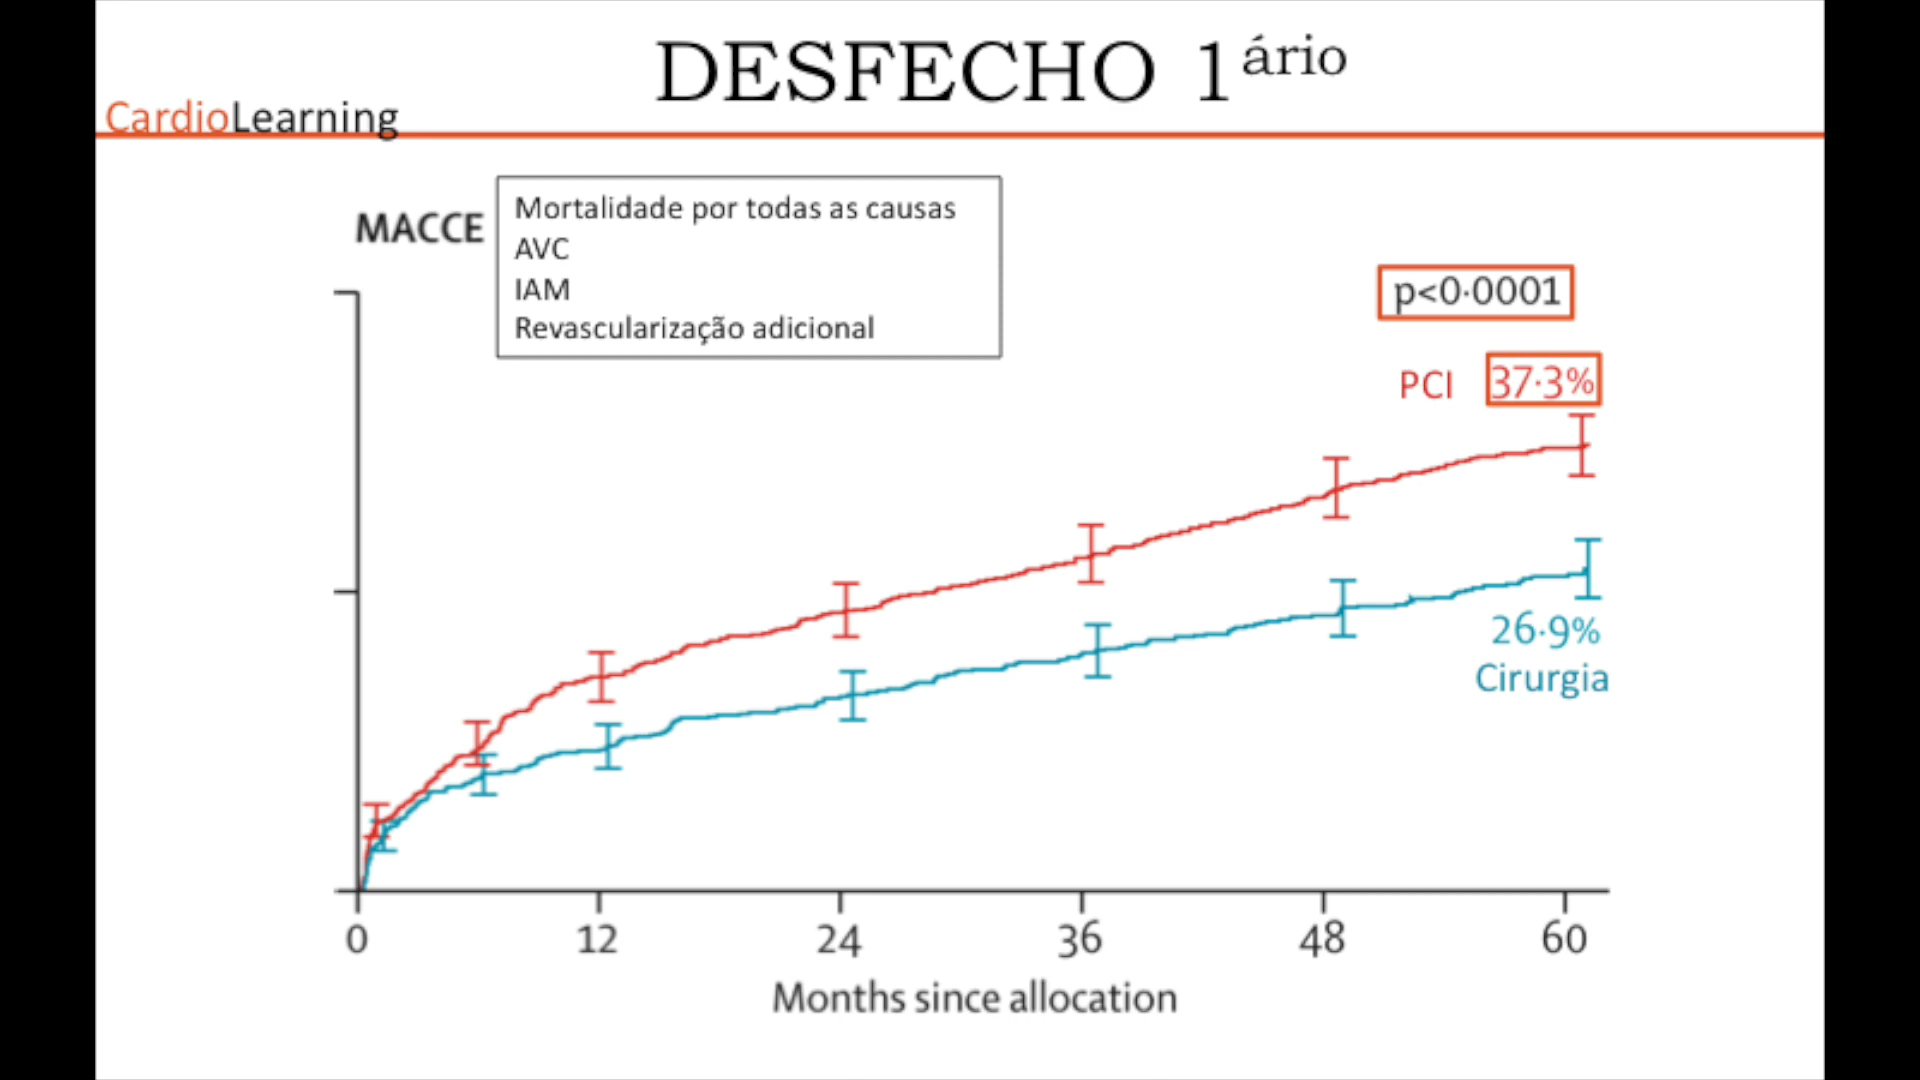 DESFECHO 1ário
CardioLearning
MACCE
Mortalidade por todas as causas
AVC
IAM
Revascularização adicional
p<0·0001
PCI 37·3%
26·9%
Cirurgia
0 12 24 36 48 60
Months since allocation